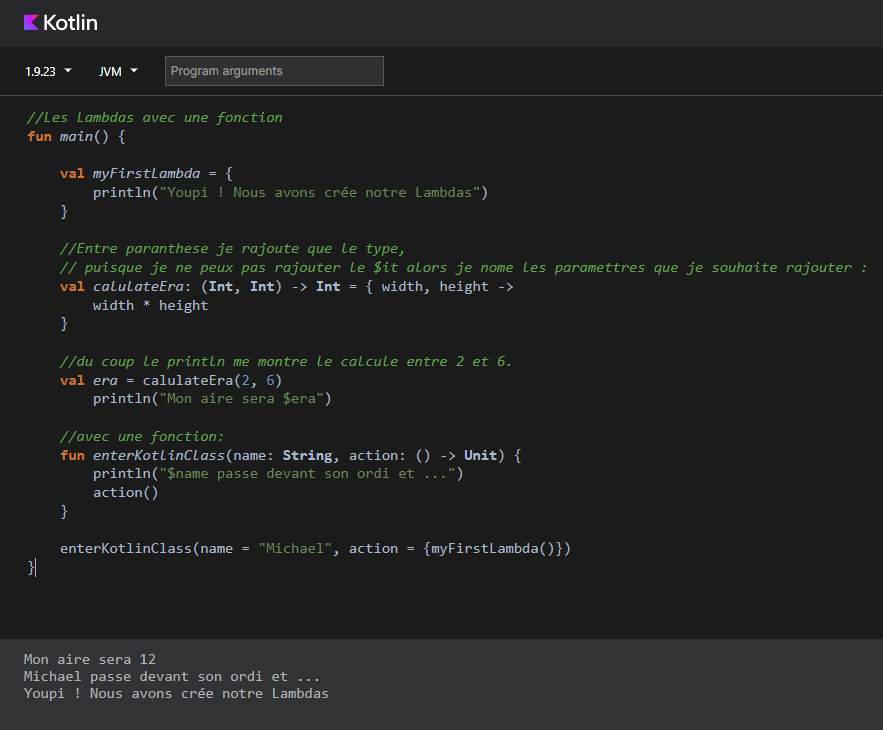 Kotlin
1.9.23 JVM Program arguments
//Les Lambdas avec une fonction
fun main() {
val myFirstLambda = {
println("Youpi ! Nous avons crée notre Lambdas")
}
//Entre paranthese je rajoute que le type,
// puisque je ne peux pas rajouter le $it alors je nome les paramettres que je souhaite rajouter :
val calulateEra: (Int, Int) -> Int = { width, height ->
width * height
}
//du coup le println me montre le calcule entre 2 et 6.
val era = calulateEra(2, 6)
println("Mon aire sera $era")
//avec une fonction:
fun enterKotlinClass(name: String, action: () -> Unit) {
println("$name passe devant son ordi et ...")
action()
}
enterKotlinClass(name = "Michael", action = {myFirstLambda()})
}
Mon aire sera 12
Michael passe devant son ordi et ...
Youpi ! Nous avons crée notre Lambdas